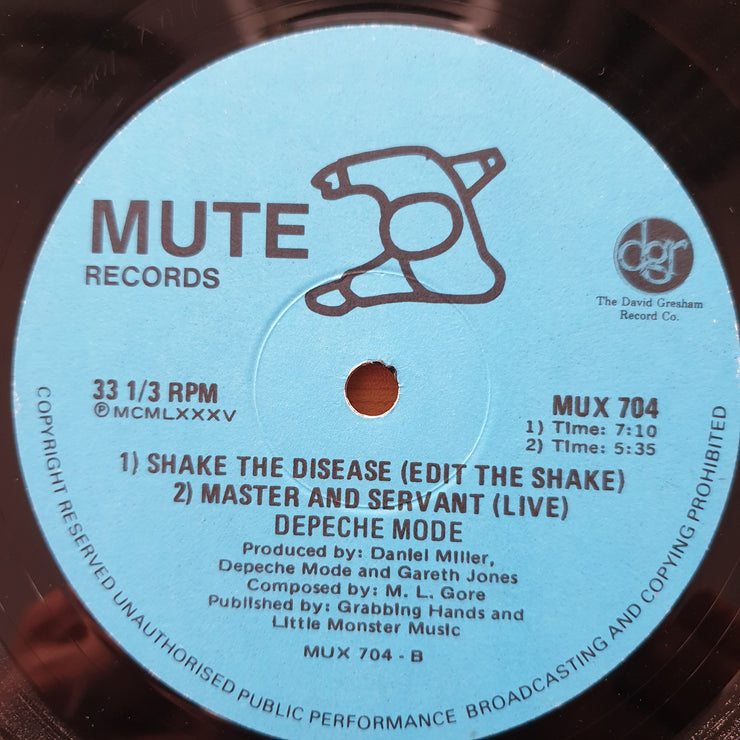 MUTE
RECORDS
dgr
The David Gresham
Record Co.
33 1/3 RPM
ⓅMCMLXXXV
MUX 704
1) Time: 7:10
2) Time: 5:35
1) SHAKE THE DISEASE (EDIT THE SHAKE)
2) MASTER AND SERVANT (LIVE)
DEPECHE MODE
Produced by: Daniel Miller,
Depeche Mode and Gareth Jones
Composed by: M. L. Gore
Published by: Grabbing Hands and
Little Monster Music
MUX 704 - B
COPYRIGHT RESERVED UNAUTHORISED PUBLIC PERFORMANCE BROADCASTING AND COPYING PROHIBITED